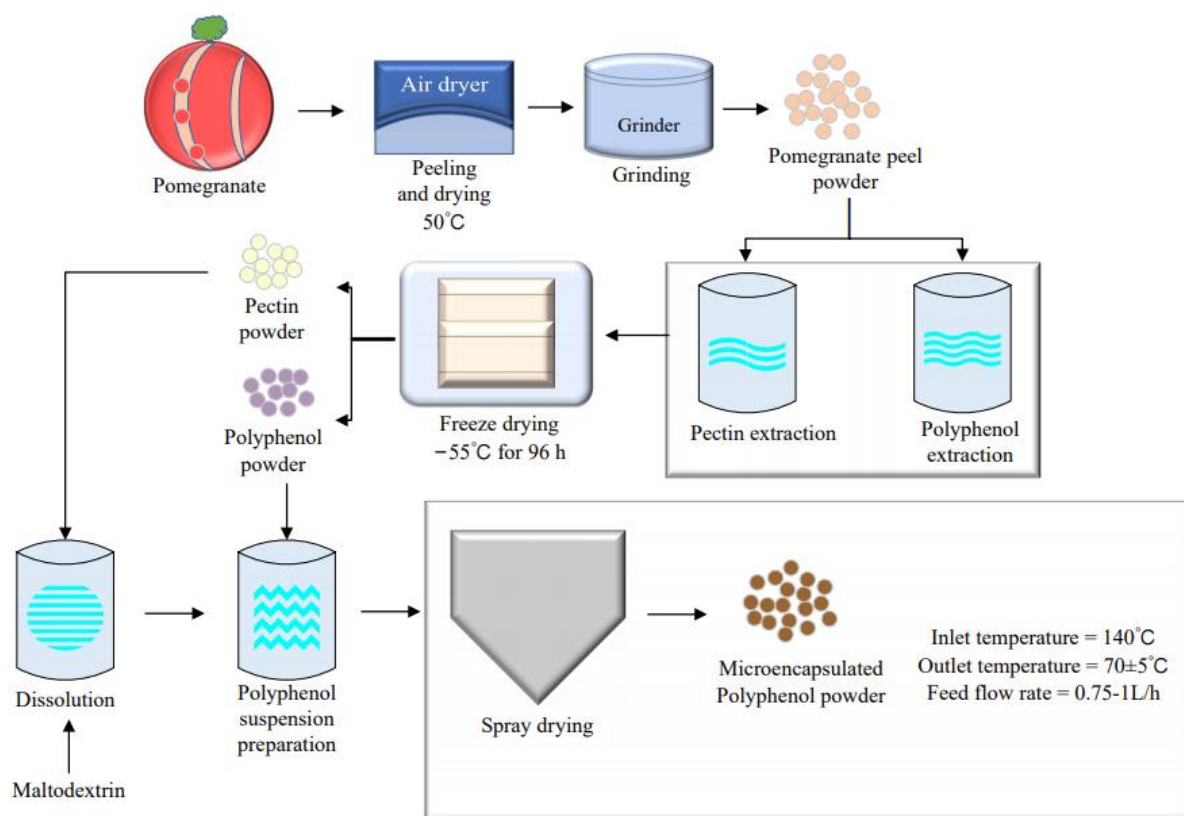 Air dryer
Grinder
Pomegranate
Peeling
and drying
50℃
Grinding
Pomegranate peel
powder
Pectin
powder
Polyphenol
powder
Freeze drying
−55℃ for 96 h
Pectin extraction
Polyphenol
extraction
Dissolution
Maltodextrin
Polyphenol
suspension
preparation
Spray drying
Microencapsulated
Polyphenol powder
Inlet temperature = 140℃
Outlet temperature = 70±5℃
Feed flow rate = 0.75-1L/h